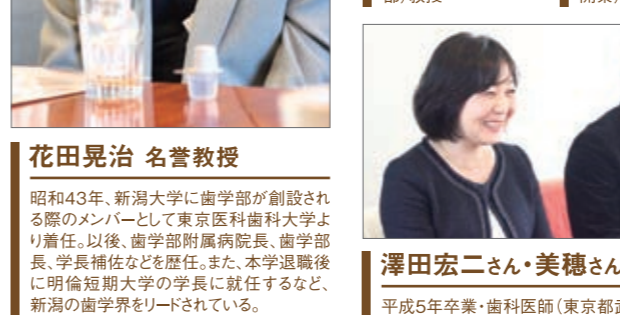 花田晃治 名誉教授
昭和43年、新潟大学に歯学部が創設され
る際のメンバーとして東京医科歯科大学よ
り着任。以後、歯学部附属病院長、歯学部
長、学長補佐などを歴任。また、本学退職後
に明倫短期大学の学長に就任するなど、
新潟の歯学界をリードされている。
部）教授
開業）
澤田宏二さん・美穂さん
平成5年卒業・歯科医師（東京都武